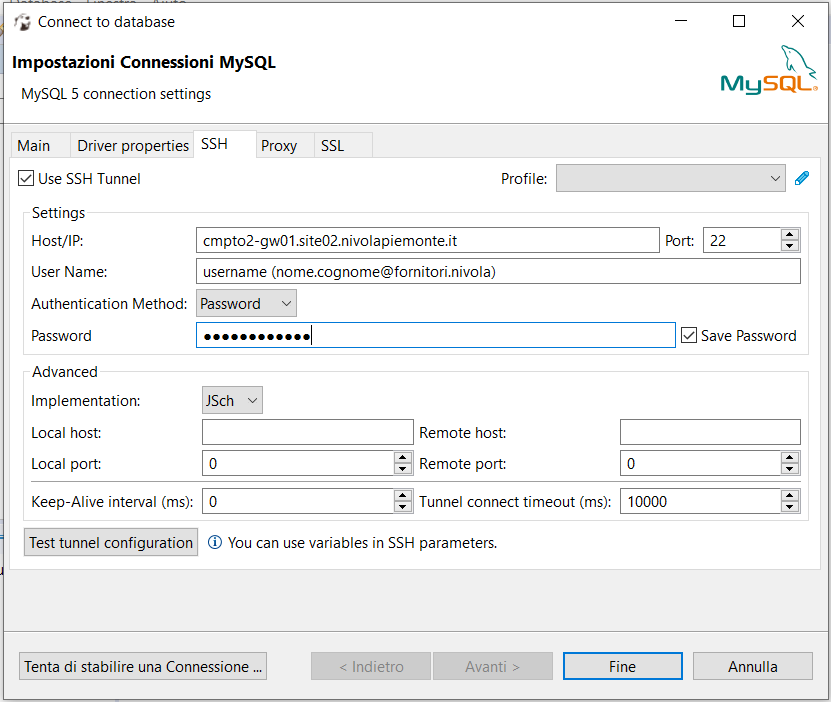 Connect to database
Impostazioni Connessioni MySQL
MySQL 5 connection settings
MySQL
Main Driver properties SSH Proxy SSL
Use SSH Tunnel Profile:
Settings
Host/IP: cmpto2-gw01.site02.nivolapiemonte.it Port: 22
User Name: username (nome.cognome@fornitori.nivola)
Authentication Method: Password
Password ●●●●●●●●●●●● Save Password
Advanced
Implementation: JSch
Local host: Remote host:
Local port: 0 Remote port: 0
Keep-Alive interval (ms): 0 Tunnel connect timeout (ms): 10000
Test tunnel configuration You can use variables in SSH parameters.
Tenta di stabilire una Connessione ... < Indietro Avanti > Fine Annulla